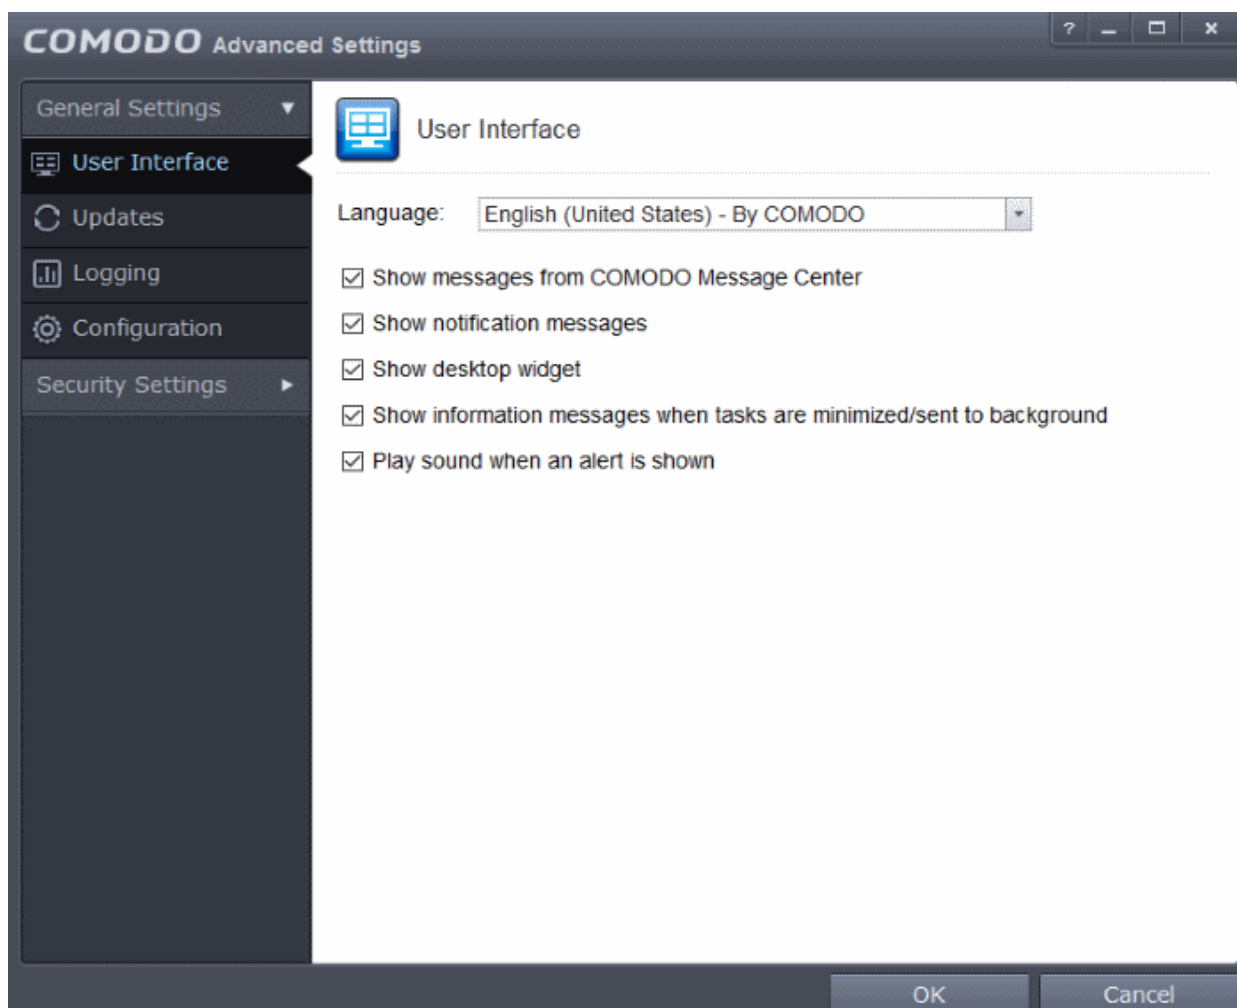 COMODO Advanced Settings
?
General Settings
User Interface
Updates
Logging
Configuration
Security Settings
User Interface
Language: English (United States) - By COMODO
Show messages from COMODO Message Center
Show notification messages
Show desktop widget
Show information messages when tasks are minimized/sent to background
Play sound when an alert is shown
OK Cancel